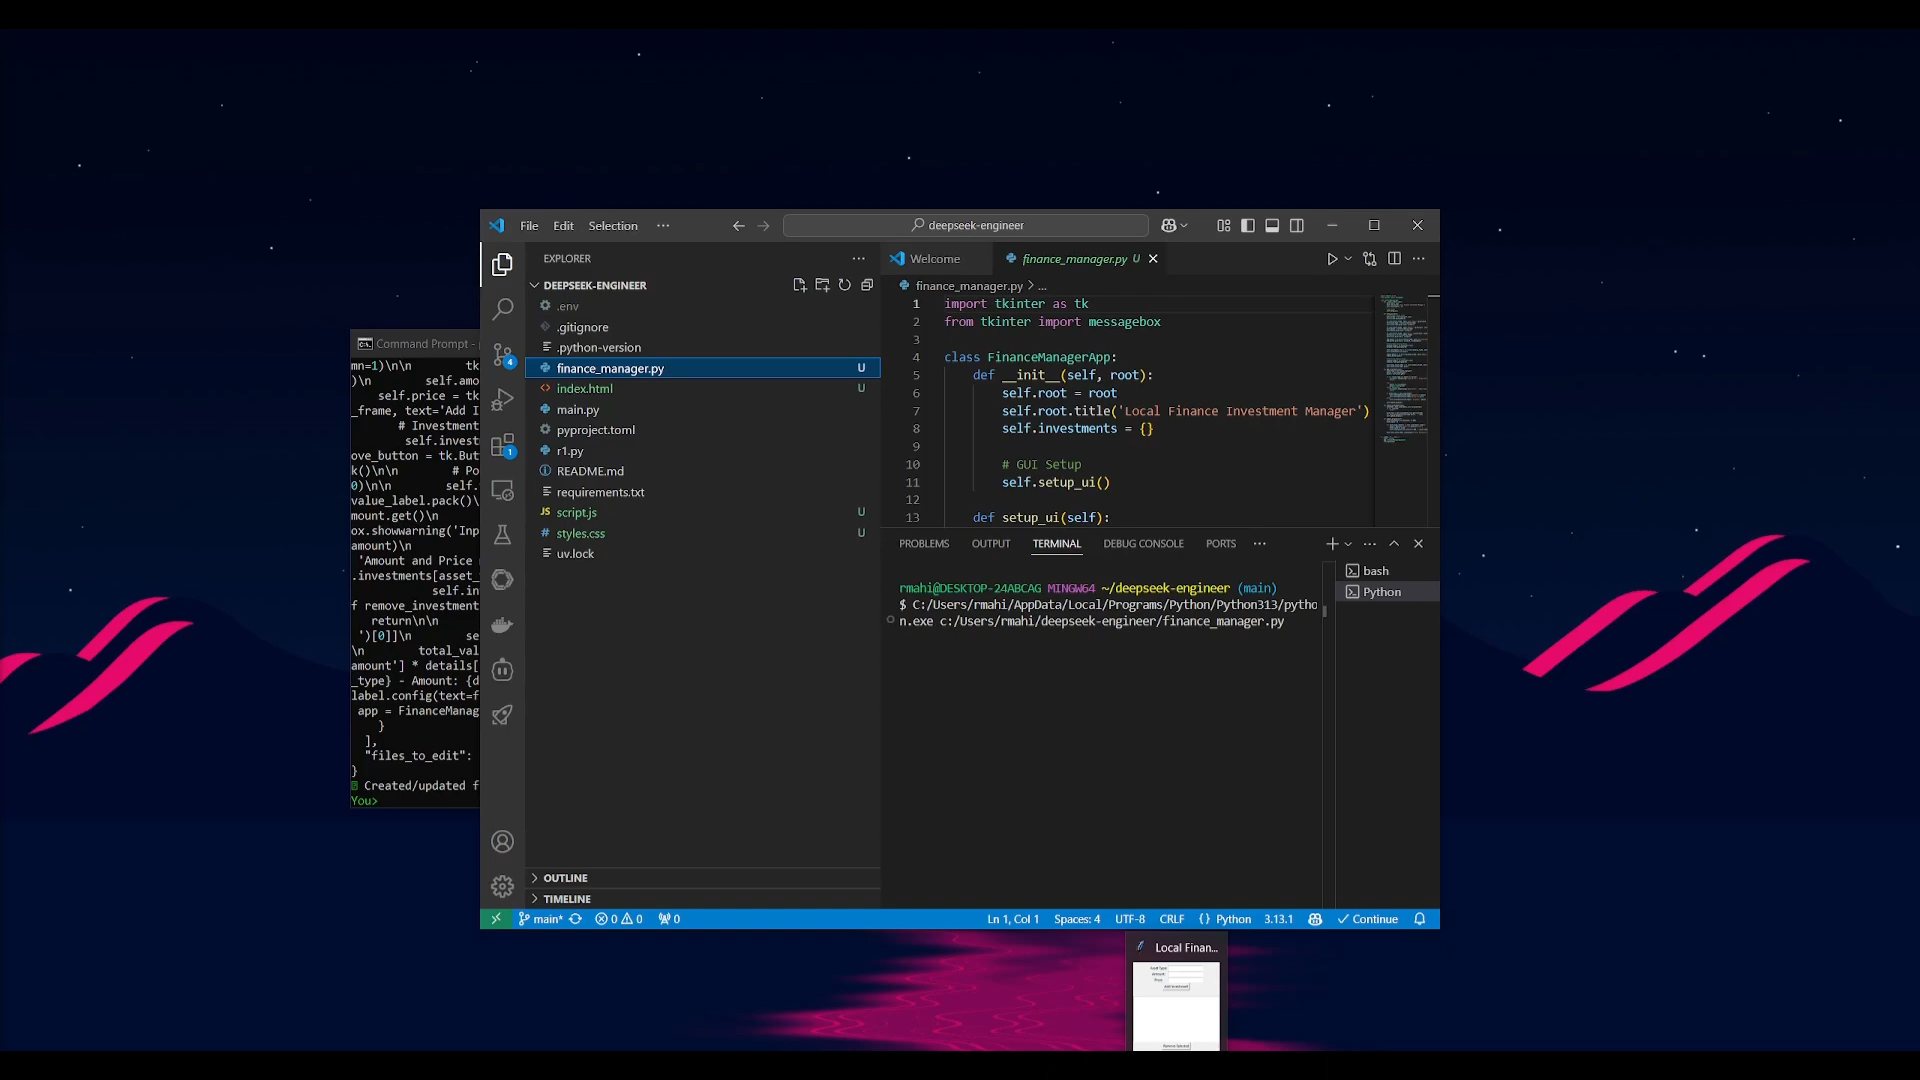 File Edit Selection ··· deepseek-engineer
EXPLORER
DEEPSEEK-ENGINEER
.env
.gitignore
.python-version
finance_manager.py U
index.html U
main.py
pyproject.toml
r1.py
README.md
requirements.txt
script.js U
styles.css U
uv.lock
OUTLINE
TIMELINE
Welcome finance_manager.py U
finance_manager.py > ...
1 import tkinter as tk
2 from tkinter import messagebox
3
4 class FinanceManagerApp:
5 def __init__(self, root):
6 self.root = root
7 self.root.title('Local Finance Investment Manager')
8 self.investments = {}
9
10 # GUI Setup
11 self.setup_ui()
12
13 def setup_ui(self):
PROBLEMS OUTPUT TERMINAL DEBUG CONSOLE PORTS ···
rmahi@DESKTOP-24ABCAG MINGW64 ~/deepseek-engineer (main)
$ C:/Users/rmahi/AppData/Local/Programs/Python/Python313/pytho
n.exe c:/Users/rmahi/deepseek-engineer/finance_manager.py
bash
Python
4
1
main* 0 0 0 Ln 1, Col 1 Spaces: 4 UTF-8 CRLF {} Python 3.13.1 Continue
Command Prompt -
mn=1)\n\n tk
)\n self.amo
self.price = tk
_frame, text='Add I
# Investment
self.invest
ove_button = tk.But
k()\n\n # Po
0)\n\n self.
value_label.pack()\
mount.get()\n
ox.showwarning('Inp
amount)\n
'Amount and Price
.investments[asset_
self.in
f remove_investment
return\n\n
')[0]]\n se
\n total_val
amount'] * details[
_type} - Amount: {d
label.config(text=f
app = FinanceManag
}
],
"files_to_edit":
}
Created/updated f
You>
Local Finan...
Asset Type:
Amount:
Price:
Add Investment
Remove Selected